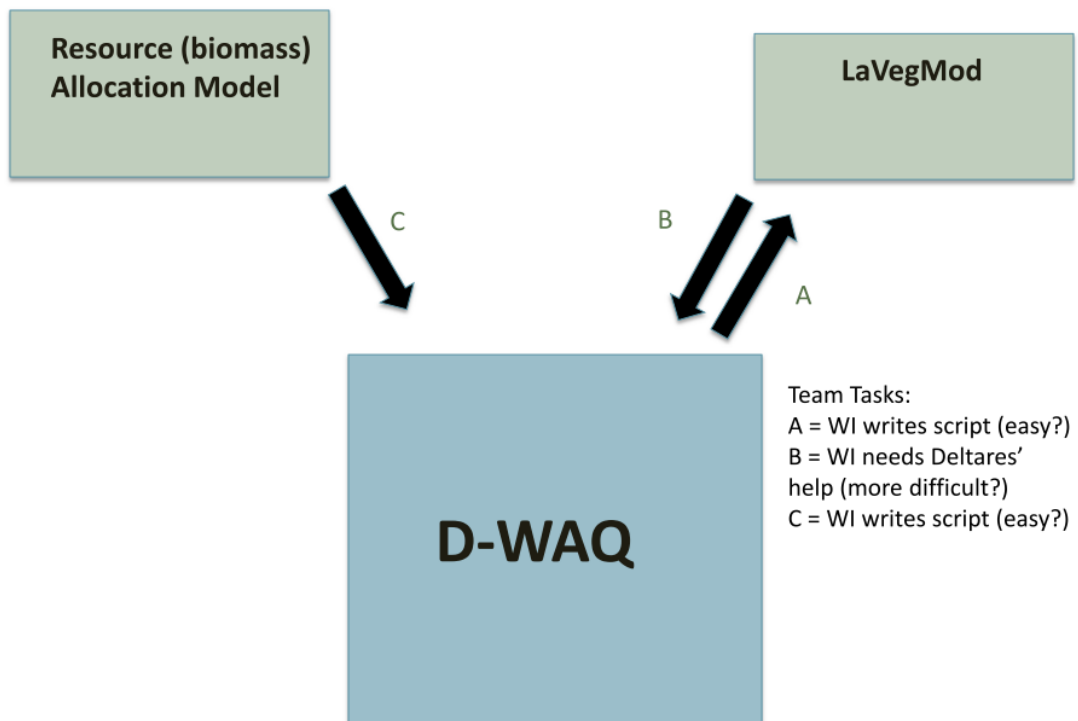 Resource (biomass)
Allocation Model
LaVegMod
C
B
A
Team Tasks:
A = WI writes script (easy?)
B = WI needs Deltares’
help (more difficult?)
C = WI writes script (easy?)
D-WAQ